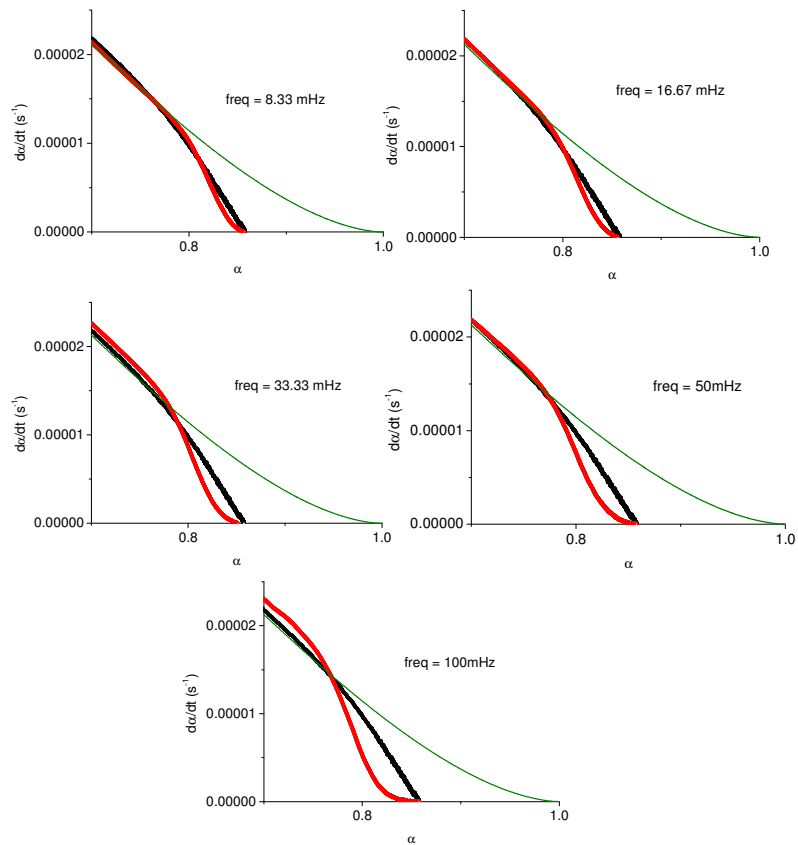 0.00002
freq = 8.33 mHz
dα/dt (s⁻¹)
0.00001
0.00000
0.8
1.0
α
0.00002
freq = 16.67 mHz
dα/dt (s⁻¹)
0.00001
0.00000
0.8
1.0
α
0.00002
freq = 33.33 mHz
dα/dt (s⁻¹)
0.00001
0.00000
0.8
1.0
α
0.00002
freq = 50mHz
dα/dt (s⁻¹)
0.00001
0.00000
0.8
1.0
α
0.00002
freq = 100mHz
dα/dt (s⁻¹)
0.00001
0.00000
0.8
1.0
α